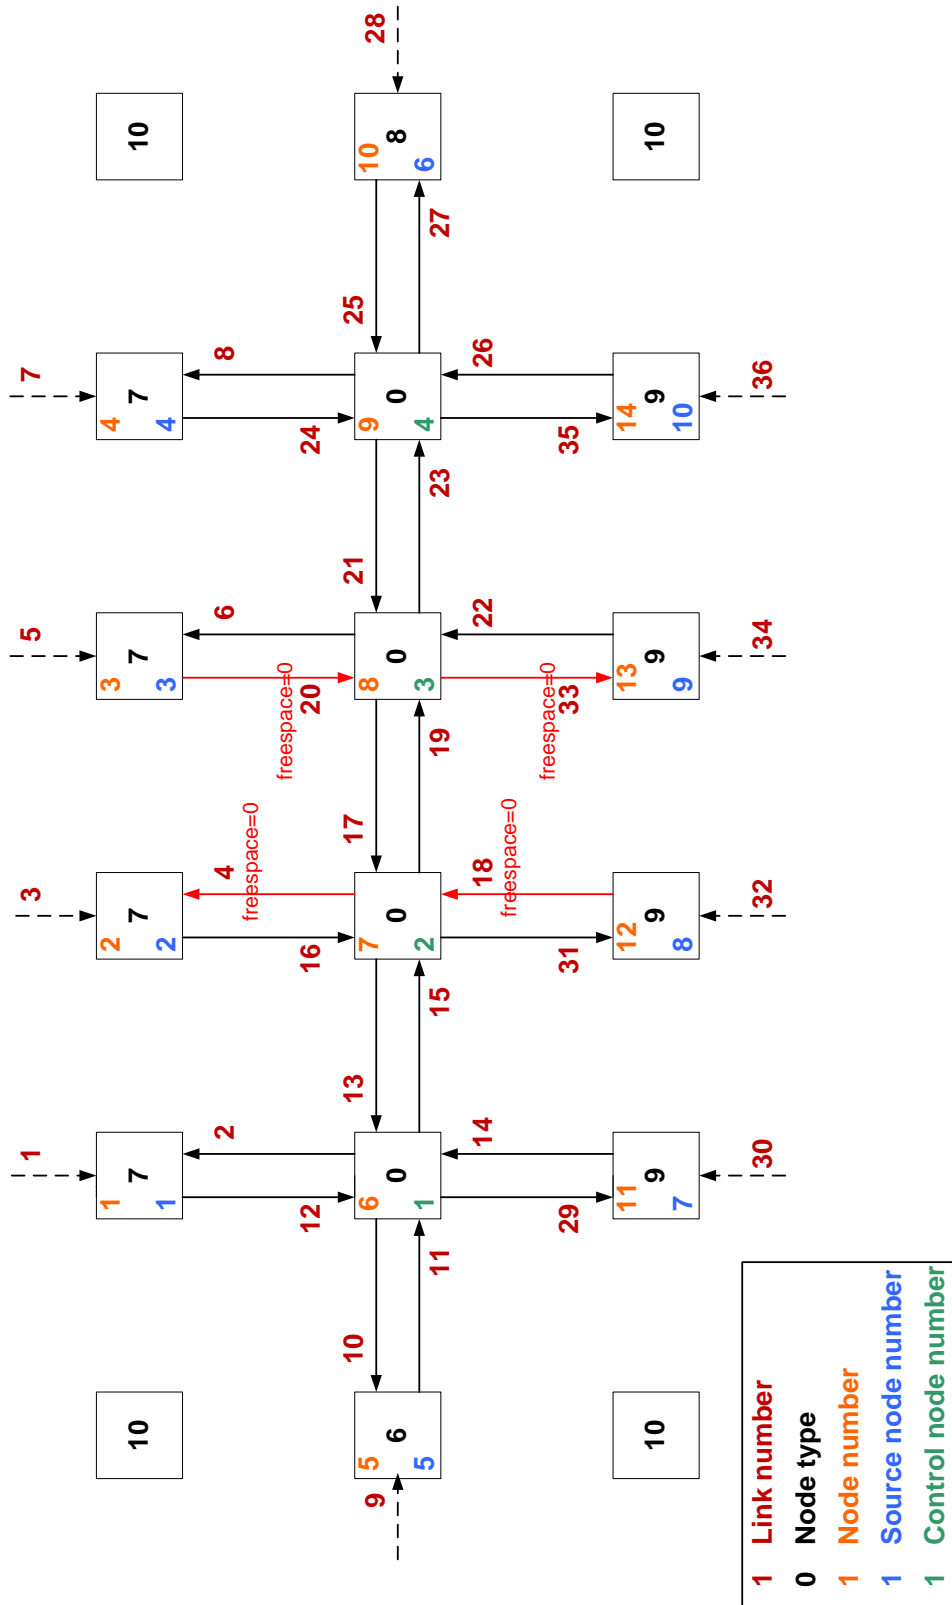 1 3 5 7
1 2 3 4
10 7 7 7 7 10
1 2 3 4
2 4 6 8
freespace=0
freespace=0
12 16 20 24
10 13 17 21 25
9 5 6 7 8 9 10 28
6 0 0 0 0 8
5 1 2 3 4 6
11 15 19 23 27
14 18 22 26
freespace=0
freespace=0
29 31 33 35
11 12 13 14
10 9 9 9 9 10
7 8 9 10
30 32 34 36
1 Link number
0 Node type
1 Node number
1 Source node number
1 Control node number